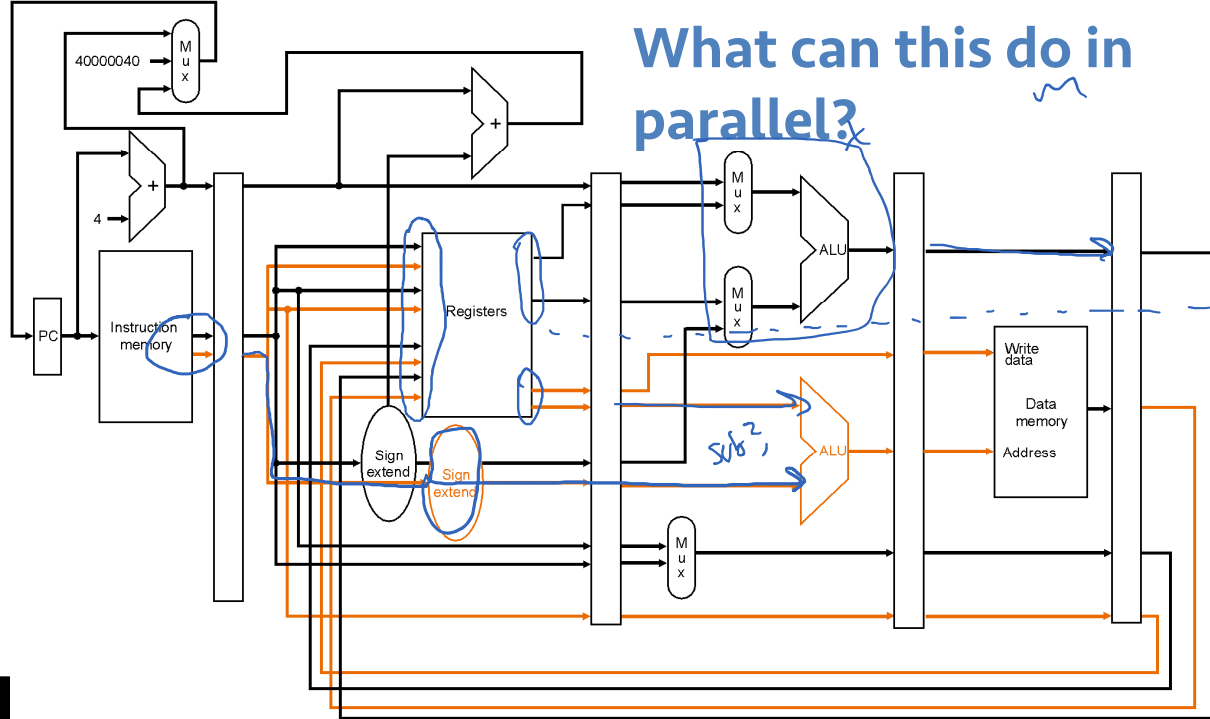 What can this do in
parallel?
M
u
x
40000040
+
4
+
PC
Instruction
memory
Registers
Sign
extend
Sign
extend
M
u
x
M
u
x
ALU
ALU
M
u
x
Write
data
Data
memory
Address